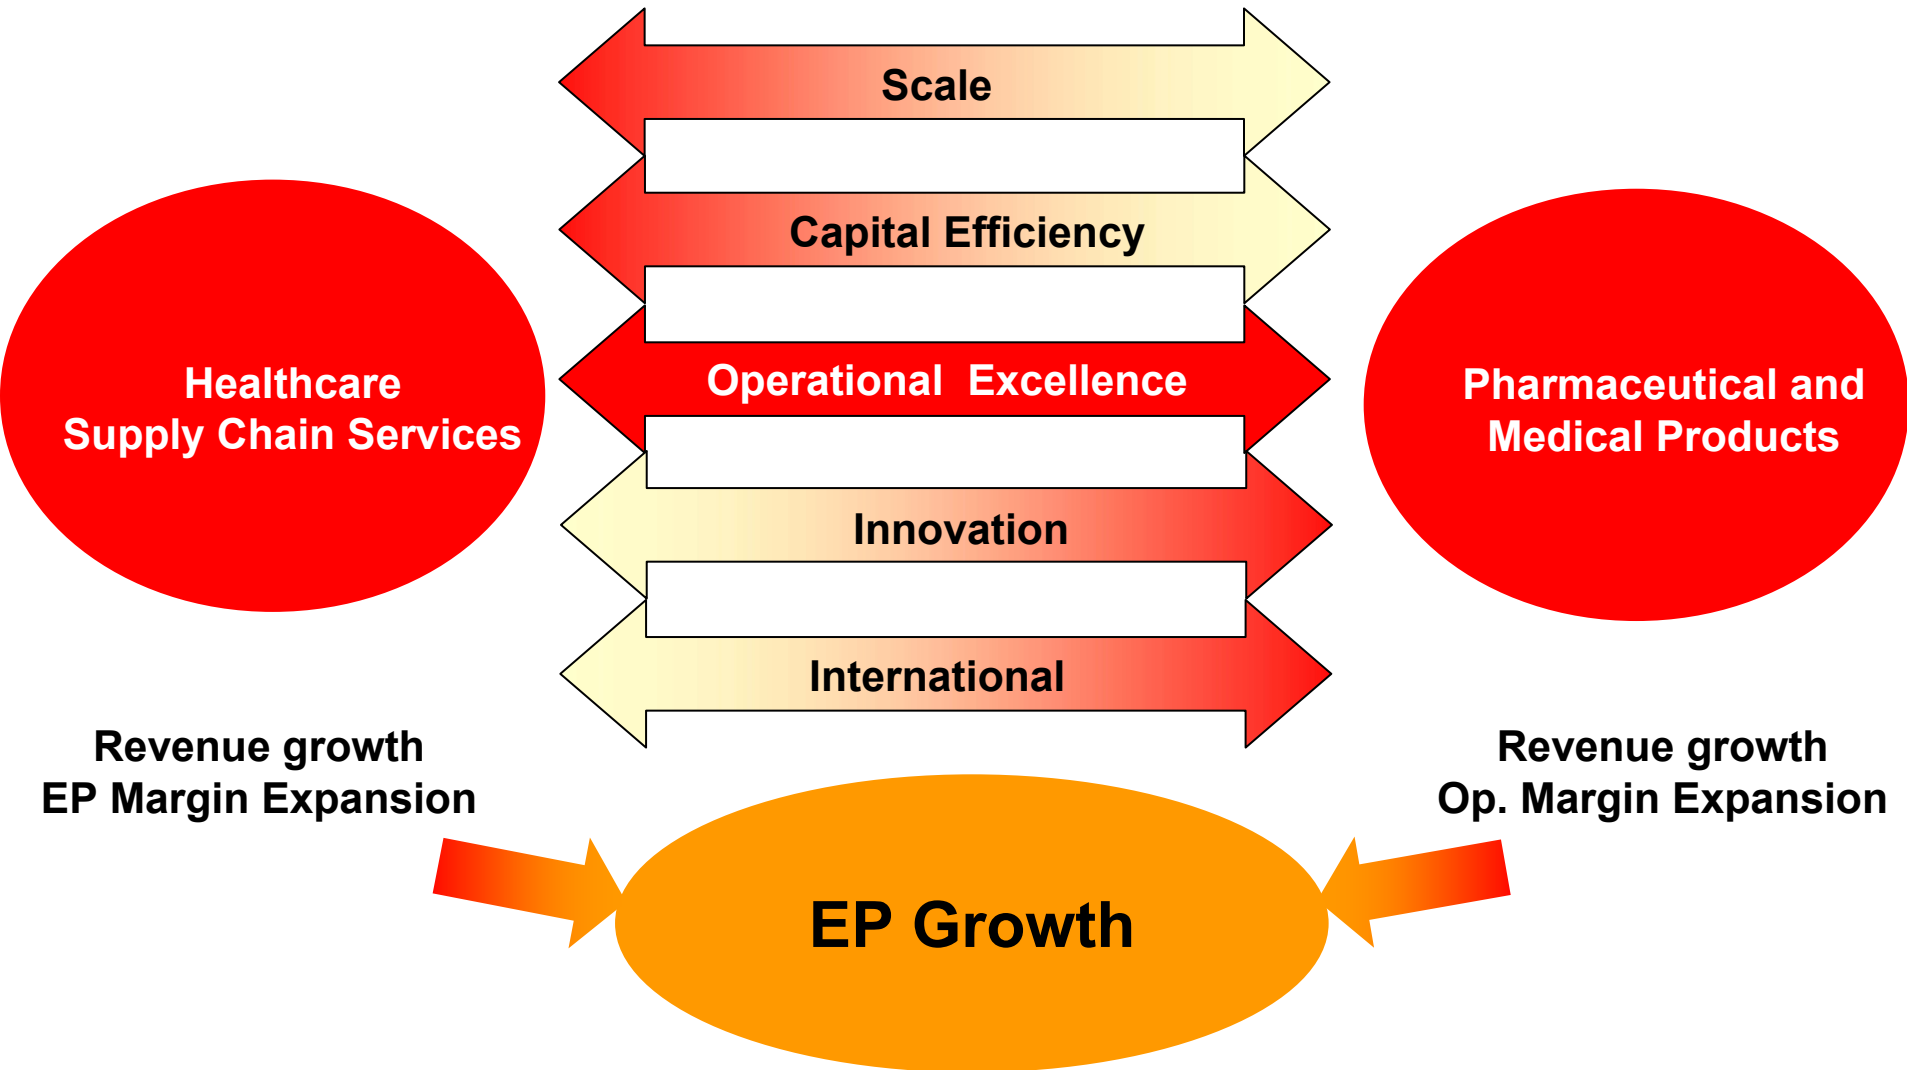 Scale
Capital Efficiency
Healthcare
Supply Chain Services
Operational  Excellence
Pharmaceutical and
Medical Products
Innovation
International
Revenue growth
EP Margin Expansion
Revenue growth
Op. Margin Expansion
EP Growth